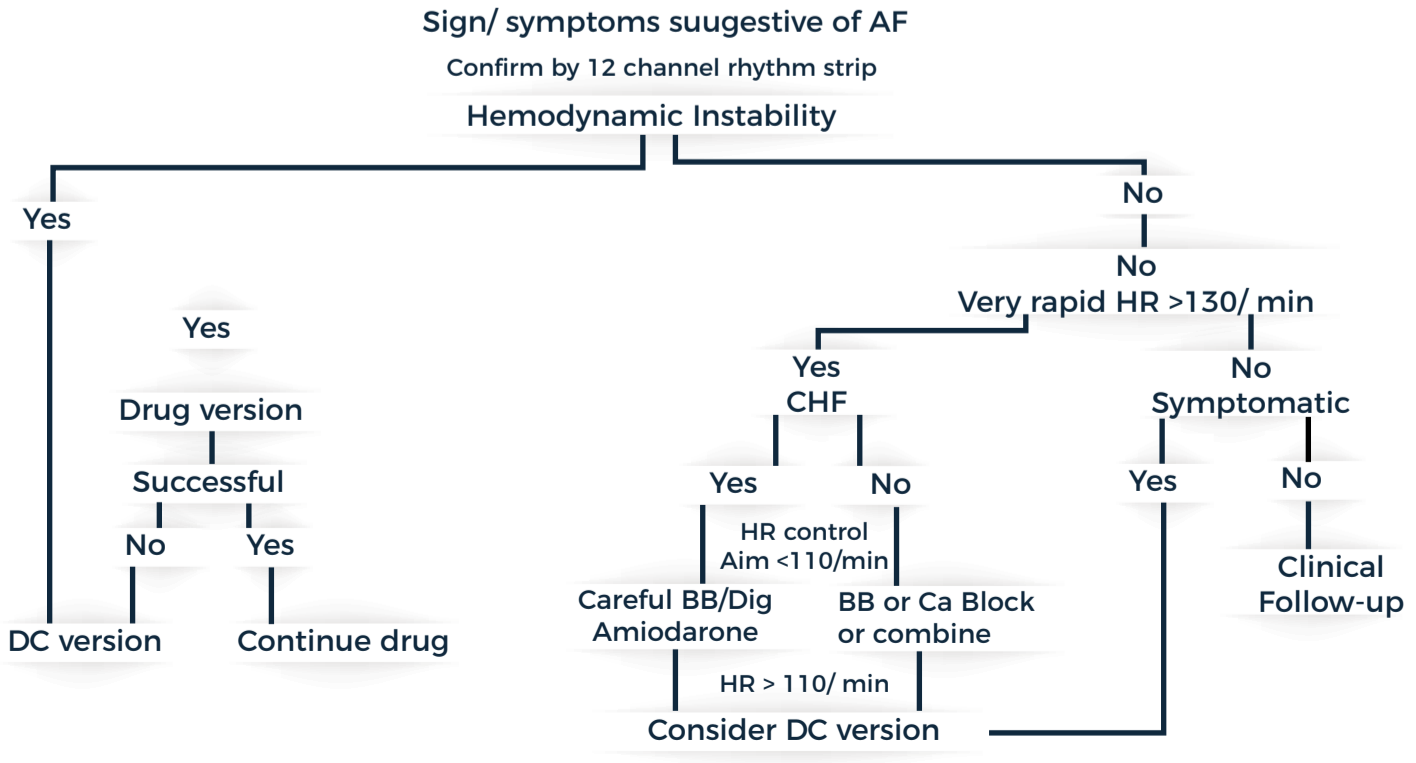 Sign/ symptoms suugestive of AF
Confirm by 12 channel rhythm strip
Hemodynamic Instability
Yes
No
No
Very rapid HR >130/ min
Yes
Drug version
Successful
No
Yes
DC version
Continue drug
Yes
CHF
Yes
No
HR control
Aim <110/min
Careful BB/Dig
Amiodarone
BB or Ca Block
or combine
HR > 110/ min
Consider DC version
No
Symptomatic
Yes
No
Clinical
Follow-up